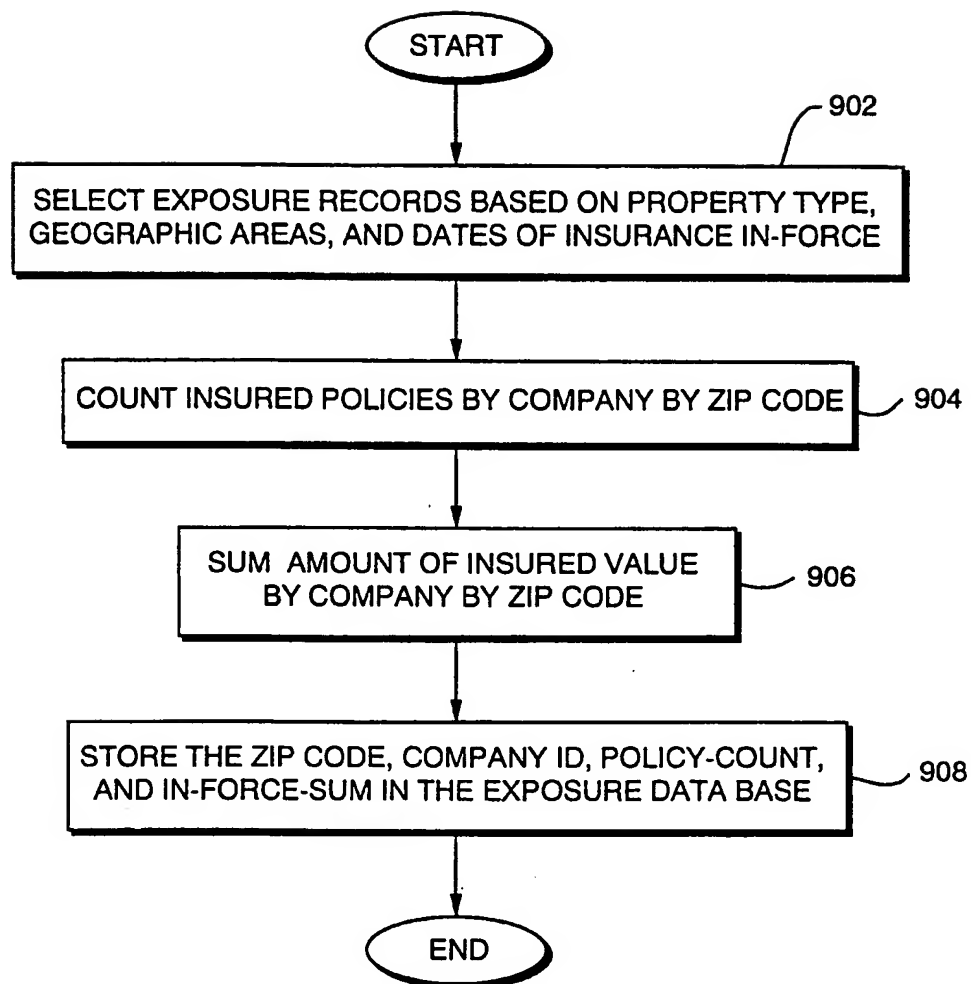 START
902
SELECT EXPOSURE RECORDS BASED ON PROPERTY TYPE,
GEOGRAPHIC AREAS, AND DATES OF INSURANCE IN-FORCE
COUNT INSURED POLICIES BY COMPANY BY ZIP CODE
904
SUM AMOUNT OF INSURED VALUE
BY COMPANY BY ZIP CODE
906
STORE THE ZIP CODE, COMPANY ID, POLICY-COUNT,
AND IN-FORCE-SUM IN THE EXPOSURE DATA BASE
908
END